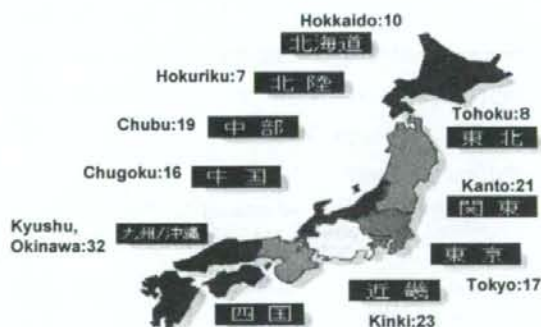 Hokkaido:10
北海道
Hokuriku:7
北陸
Tohoku:8
東北
Chubu:19
中部
Chugoku:16
中国
Kanto:21
関東
Kyushu,
Okinawa:32
九州/沖縄
東京
Tokyo:17
四国
近畿
Kinki:23